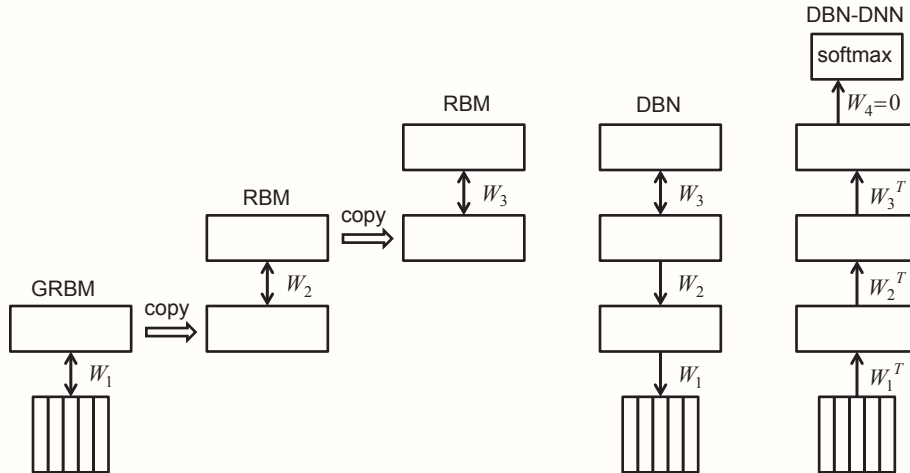 DBN-DNN
softmax
W₄=0
RBM
DBN
W₃
W₃
W₃ᵀ
RBM
copy
W₂
W₂
W₂ᵀ
GRBM
copy
W₁
W₁
W₁ᵀ